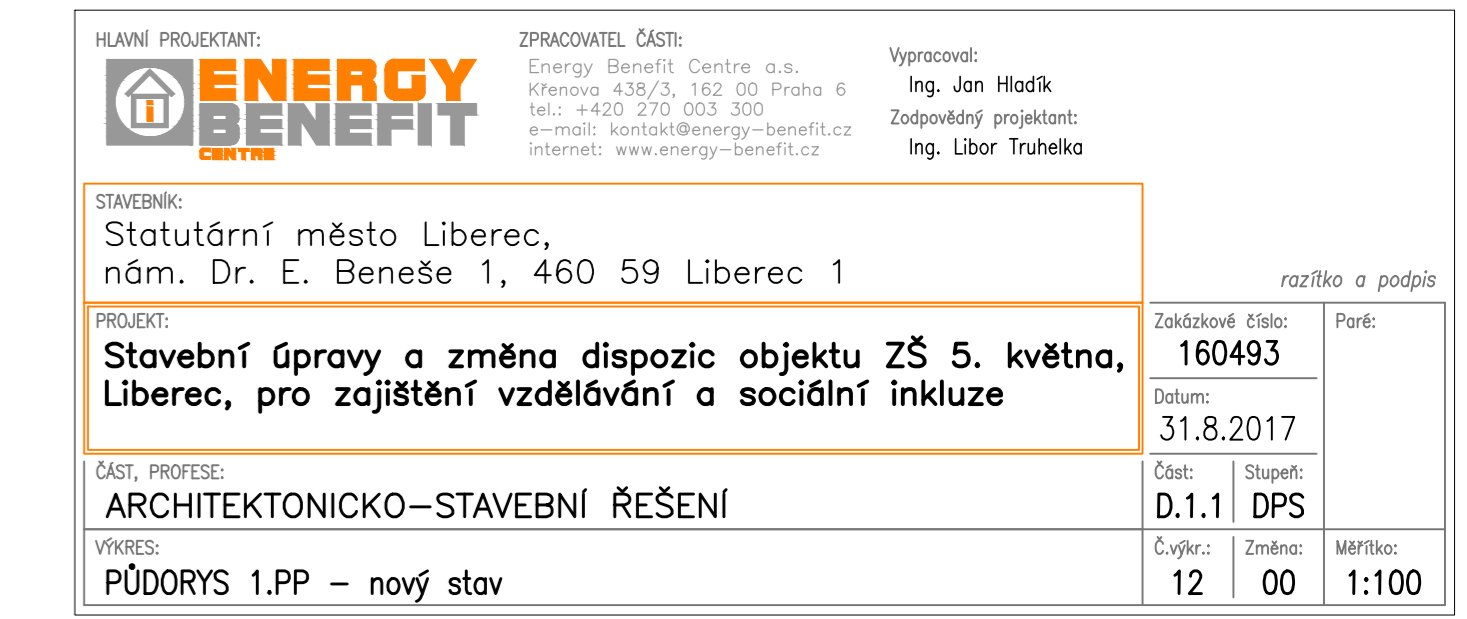 HLAVNÍ PROJEKTANT:
ENERGY
BENEFIT
CENTRE
ZPRACOVATEL ČÁSTI:
Energy Benefit Centre a.s.
Křenova 438/3, 162 00 Praha 6
tel.: +420 270 003 300
e–mail: kontakt@energy–benefit.cz
internet: www.energy–benefit.cz
Vypracoval:
Ing. Jan Hladík
Zodpovědný projektant:
Ing. Libor Truhelka
STAVEBNÍK:
Statutární město Liberec,
nám. Dr. E. Beneše 1, 460 59 Liberec 1
razítko a podpis
PROJEKT:
Stavební úpravy a změna dispozic objektu ZŠ 5. května,
Liberec, pro zajištění vzdělávání a sociální inkluze
Zakázkové číslo:
160493
Paré:
Datum:
31.8.2017
ČÁST, PROFESE:
ARCHITEKTONICKO–STAVEBNÍ ŘEŠENÍ
Část:
D.1.1
Stupeň:
DPS
VÝKRES:
PŮDORYS 1.PP – nový stav
Č.výkr.:
12
Změna:
00
Měřítko:
1:100